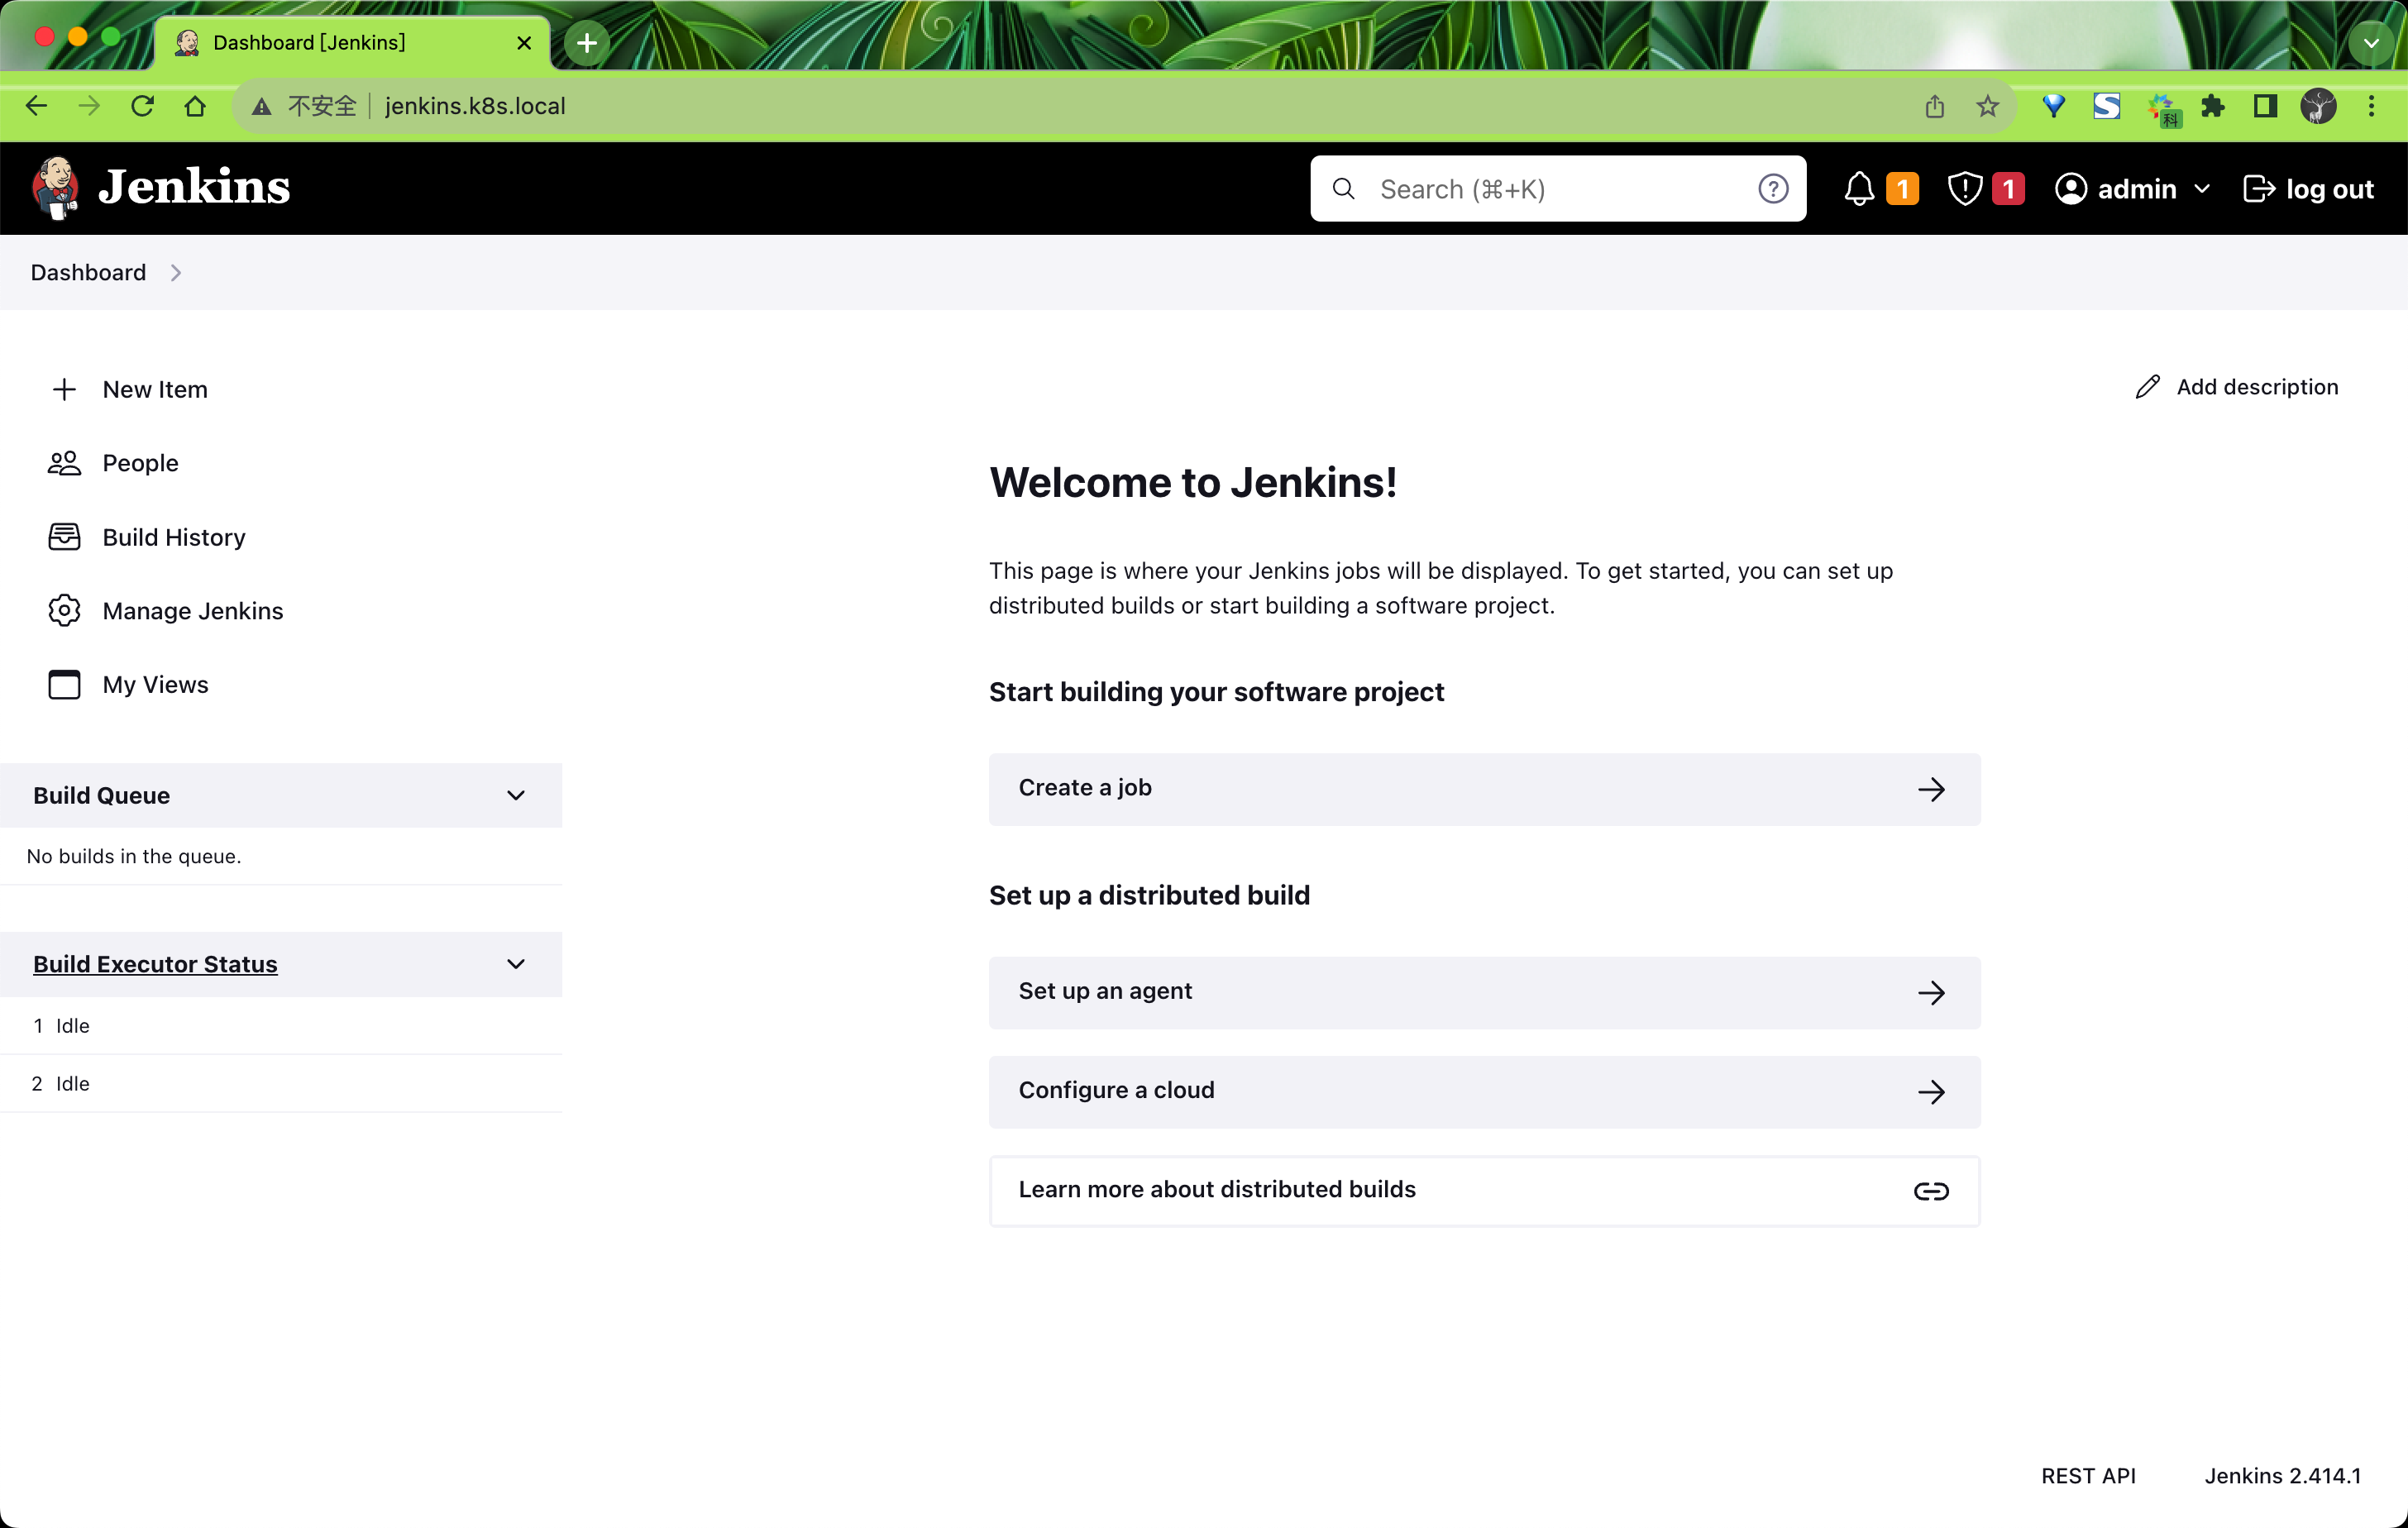 Dashboard [Jenkins]
不安全 jenkins.k8s.local
科
Jenkins
Search (⌘+K)
1
1
admin
log out
Dashboard
New Item
People
Build History
Manage Jenkins
My Views
Build Queue
No builds in the queue.
Build Executor Status
1 Idle
2 Idle
Add description
Welcome to Jenkins!
This page is where your Jenkins jobs will be displayed. To get started, you can set up
distributed builds or start building a software project.
Start building your software project
Create a job
Set up a distributed build
Set up an agent
Configure a cloud
Learn more about distributed builds
REST API
Jenkins 2.414.1